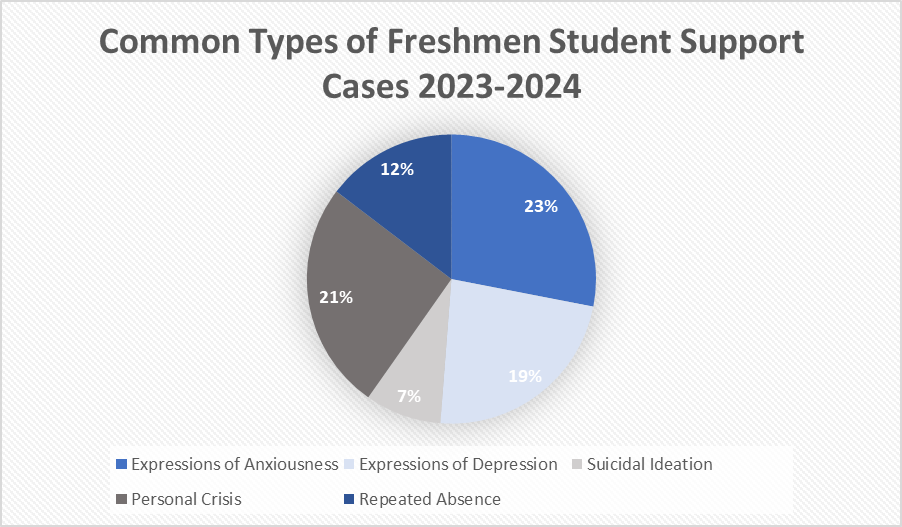 Common Types of Freshmen Student Support
Cases 2023-2024
12%
23%
21%
19%
7%
Expressions of Anxiousness Expressions of Depression Suicidal Ideation
Personal Crisis Repeated Absence